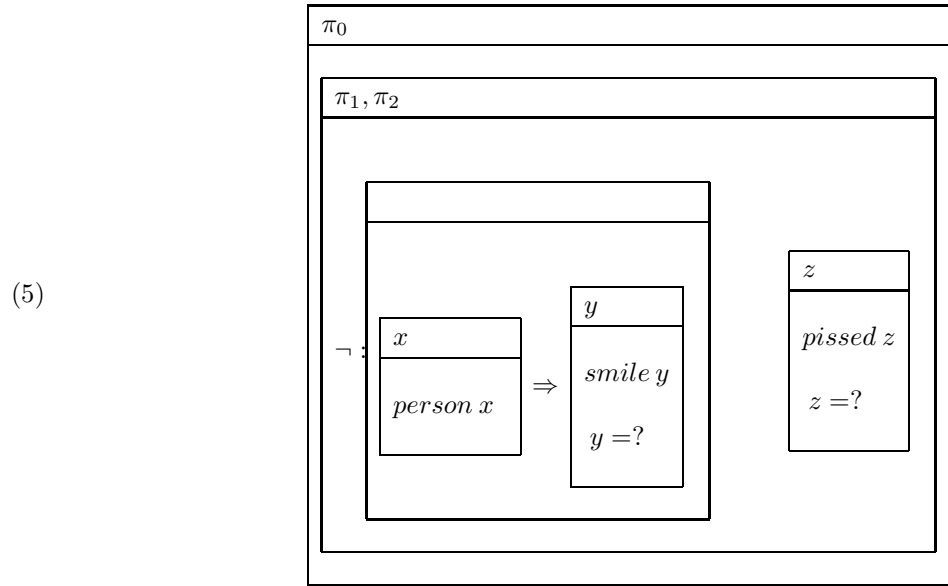 π₀
π₁, π₂
z
(5)
y
pissed z
¬ :
x
smile y
⇒
z =?
person x
y =?